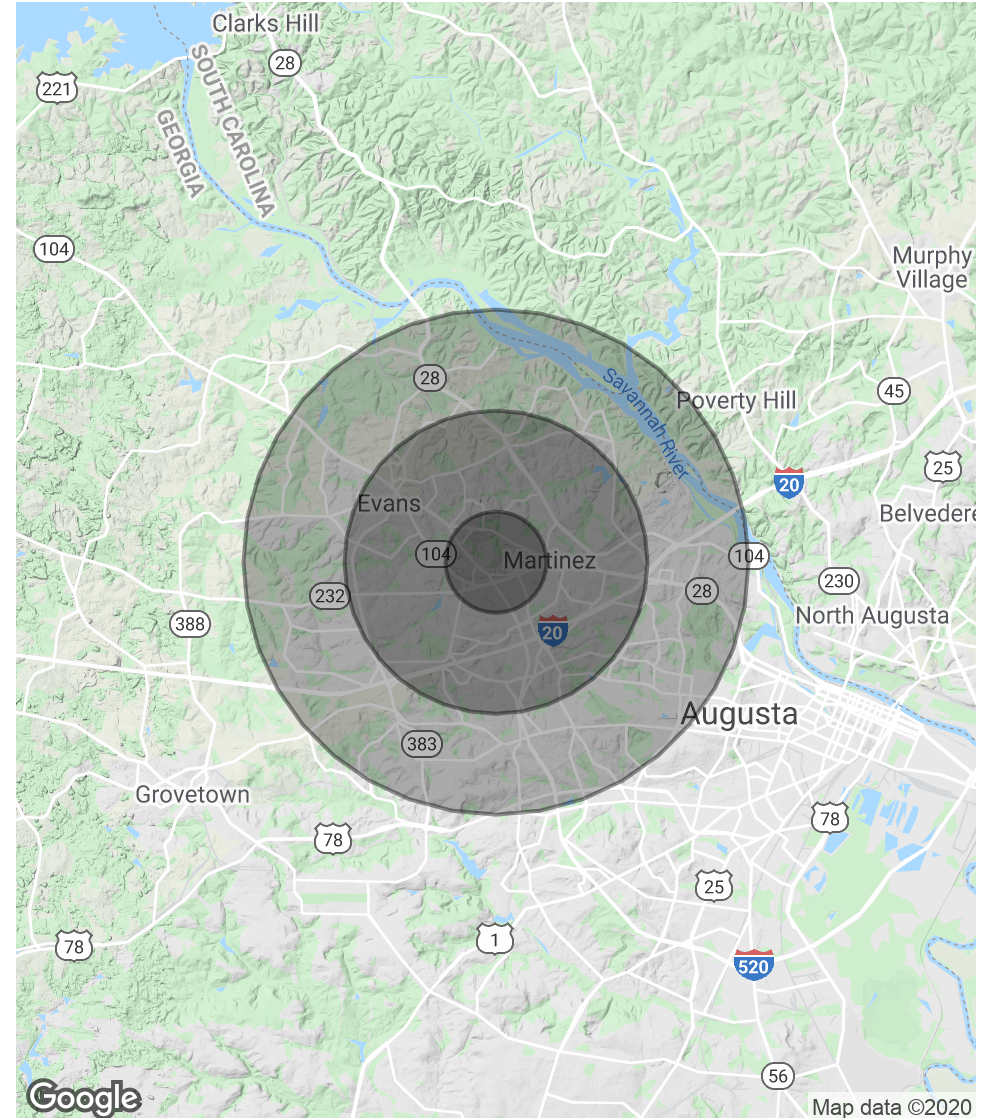 Clarks Hill
28
221
SOUTH CAROLINA
GEORGIA
104
Murphy
Village
28
Savannah River
Poverty Hill
45
25
20
Evans
Belvedere
104
Martinez
104
232
28
230
388
20
North Augusta
Augusta
383
Grovetown
78
78
25
1
78
520
56
Google
Map data ©2020